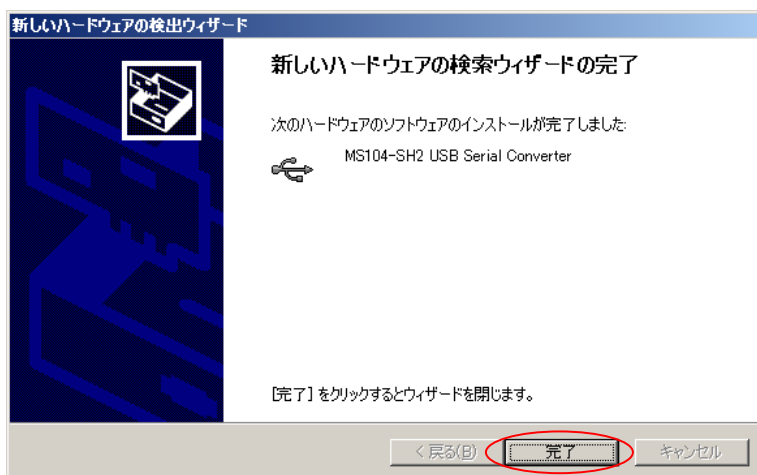 新しいハードウェアの検出ウィザード
新しいハードウェアの検索ウィザードの完了
次のハードウェアのソフトウェアのインストールが完了しました:
MS104-SH2 USB Serial Converter
[完了] をクリックするとウィザードを閉じます。
< 戻る(B)
完了
キャンセル